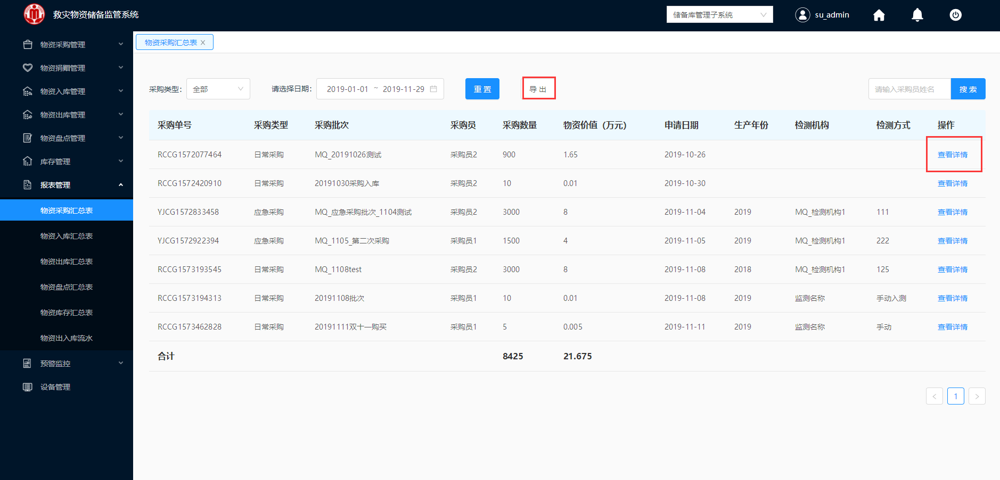 救灾物资储备监管系统
储备库管理子系统
su_admin
物资采购管理
物资捐赠管理
物资入库管理
物资出库管理
物资盘点管理
库存管理
报表管理
物资采购汇总表
物资入库汇总表
物资出库汇总表
物资盘点汇总表
物资库存汇总表
物资出入库流水
预警监控
设备管理
物资采购汇总表
采购类型： 全部 请选择日期： 2019-01-01 ~ 2019-11-29 重置 导出 请输入采购员姓名 搜索
采购单号 采购类型 采购批次 采购员 采购数量 物资价值（万元） 申请日期 生产年份 检测机构 检测方式 操作
RCCG1572077464 日常采购 MQ_20191026测试 采购员2 900 1.65 2019-10-26 查看详情
RCCG1572420910 日常采购 20191030采购入库 采购员2 10 0.01 2019-10-30 查看详情
YJCG1572833458 应急采购 MQ_应急采购批次_1104测试 采购员2 3000 8 2019-11-04 2019 MQ_检测机构1 111 查看详情
YJCG1572922394 应急采购 MQ_1105_第二次采购 采购员1 1500 4 2019-11-05 2019 MQ_检测机构1 222 查看详情
RCCG1573193545 日常采购 MQ_1108test 采购员2 3000 8 2019-11-08 2018 MQ_检测机构1 125 查看详情
RCCG1573194313 日常采购 20191108批次 采购员1 10 0.01 2019-11-08 2019 监测名称 手动入测 查看详情
RCCG1573462828 日常采购 20191111双十一购买 采购员1 5 0.005 2019-11-11 2019 监测名称 手动 查看详情
合计 8425 21.675
< 1 >